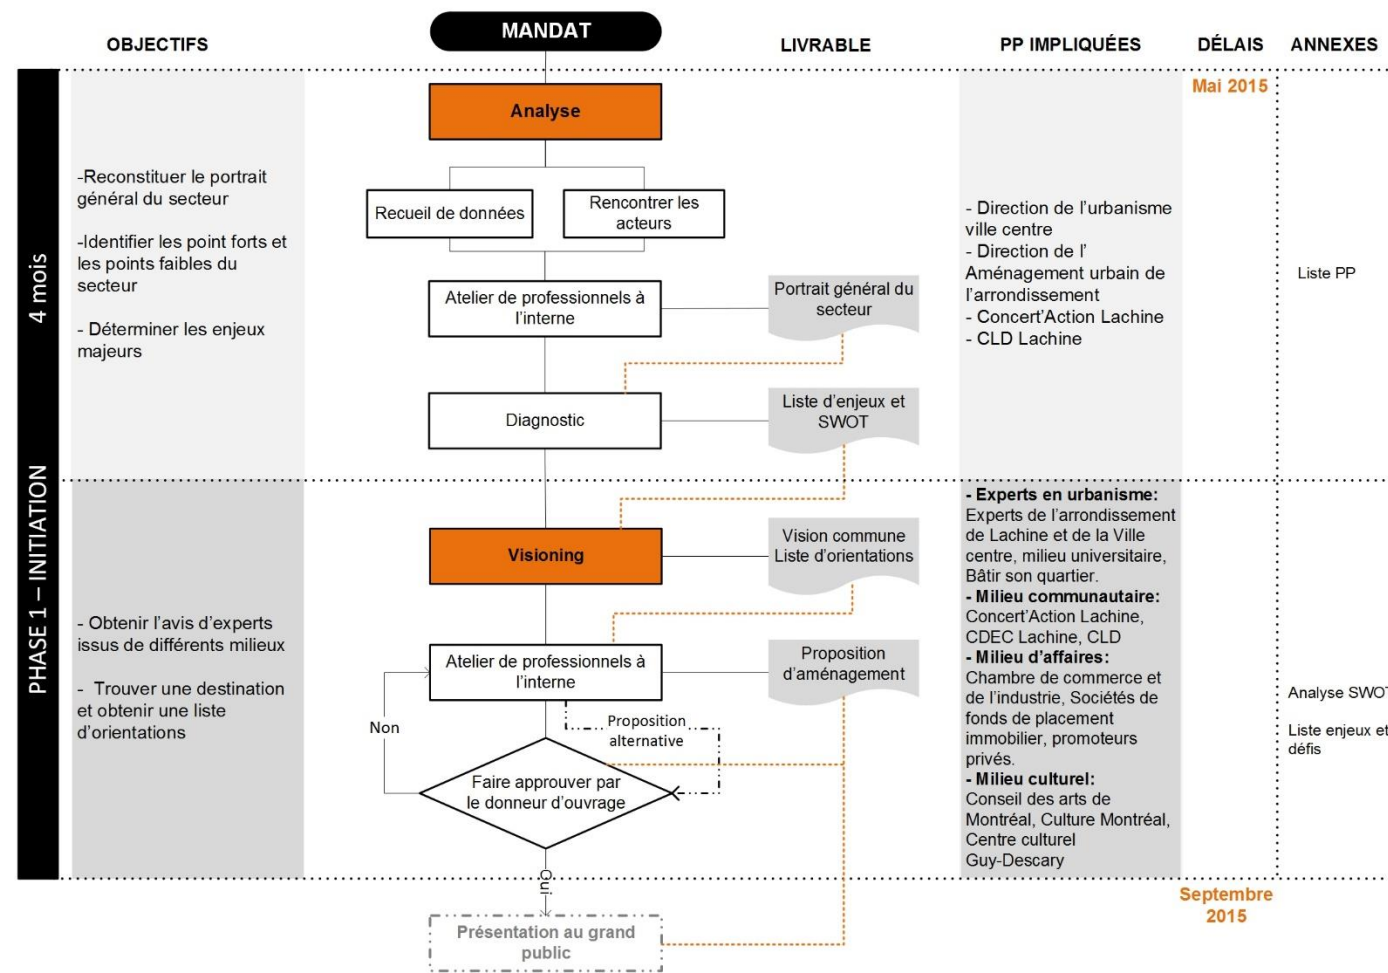 MANDAT
OBJECTIFS
LIVRABLE
PP IMPLIQUÉES
DÉLAIS
ANNEXES
PHASE 1 – INITIATION
4 mois
Mai 2015
Analyse
-Reconstituer le portrait
général du secteur
-Identifier les point forts et
les points faibles du
secteur
- Déterminer les enjeux
majeurs
Recueil de données
Rencontrer les
acteurs
Atelier de professionnels à
l'interne
Portrait général du
secteur
Diagnostic
Liste d'enjeux et
SWOT
- Direction de l'urbanisme
ville centre
- Direction de l'
Aménagement urbain de
l'arrondissement
- Concert'Action Lachine
- CLD Lachine
Liste PP
Visioning
Vision commune
Liste d'orientations
- Obtenir l'avis d'experts
issus de différents milieux
- Trouver une destination
et obtenir une liste
d'orientations
Atelier de professionnels à
l'interne
Proposition
d'aménagement
Non
Proposition
alternative
Faire approuver par
le donneur d'ouvrage
Oui
Présentation au grand
public
- Experts en urbanisme:
Experts de l'arrondissement
de Lachine et de la Ville
centre, milieu universitaire,
Bâtir son quartier.
- Milieu communautaire:
Concert'Action Lachine,
CDEC Lachine, CLD
- Milieu d'affaires:
Chambre de commerce et
de l'industrie, Sociétés de
fonds de placement
immobilier, promoteurs
privés.
- Milieu culturel:
Conseil des arts de
Montréal, Culture Montréal,
Centre culturel
Guy-Descary
Analyse SWOT
Liste enjeux et
défis
Septembre
2015